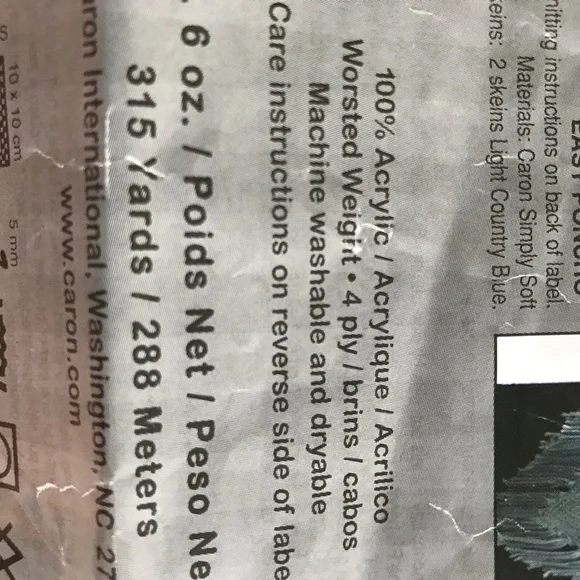 knitting instructions on back of label.
Materials: Caron Simply Soft
skeins: 2 skeins Light Country Blue.
100% Acrylic / Acrylique / Acrilico
Worsted Weight • 4 ply / brins / cabos
Machine washable and dryable
Care instructions on reverse side of labe
. 6 oz. / Poids Net / Peso Ne
315 Yards / 288 Meters
aron International, Washington, NC 27
www.caron.com
10 x 10 cm
5 mm